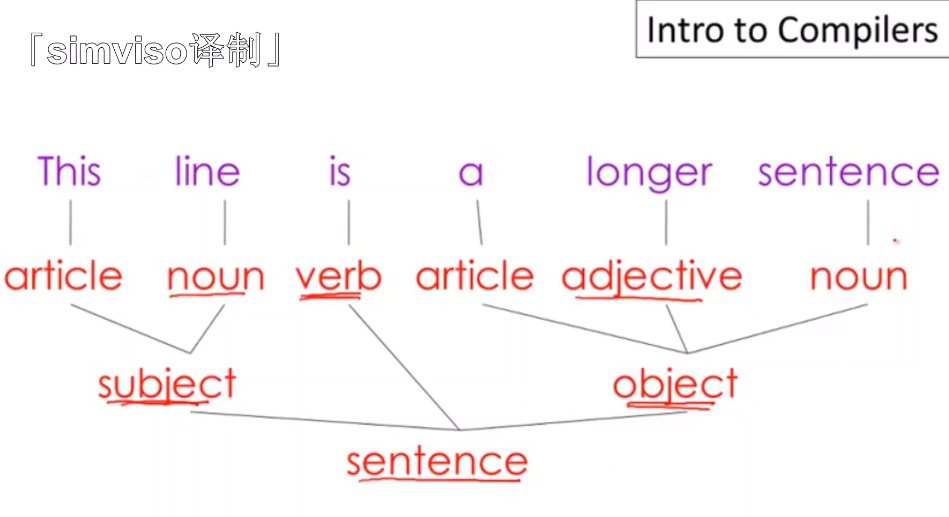 「simviso译制」
Intro to Compilers
This line is a longer sentence
article noun verb article adjective noun
subject object
sentence